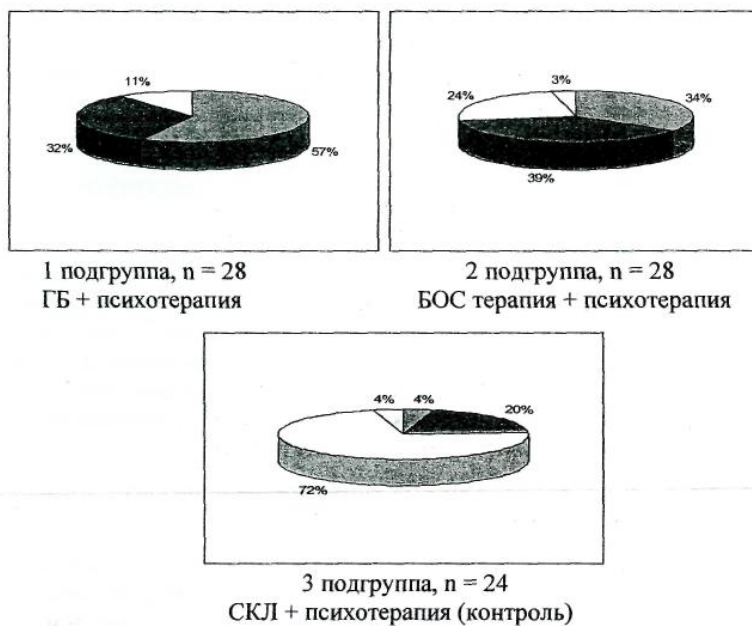 11%
32%
57%
3%
24%
34%
39%
1 подгруппа, n = 28
ГБ + психотерапия
2 подгруппа, n = 28
БОС терапия + психотерапия
4%
4%
20%
72%
3 подгруппа, n = 24
СКЛ + психотерапия (контроль)